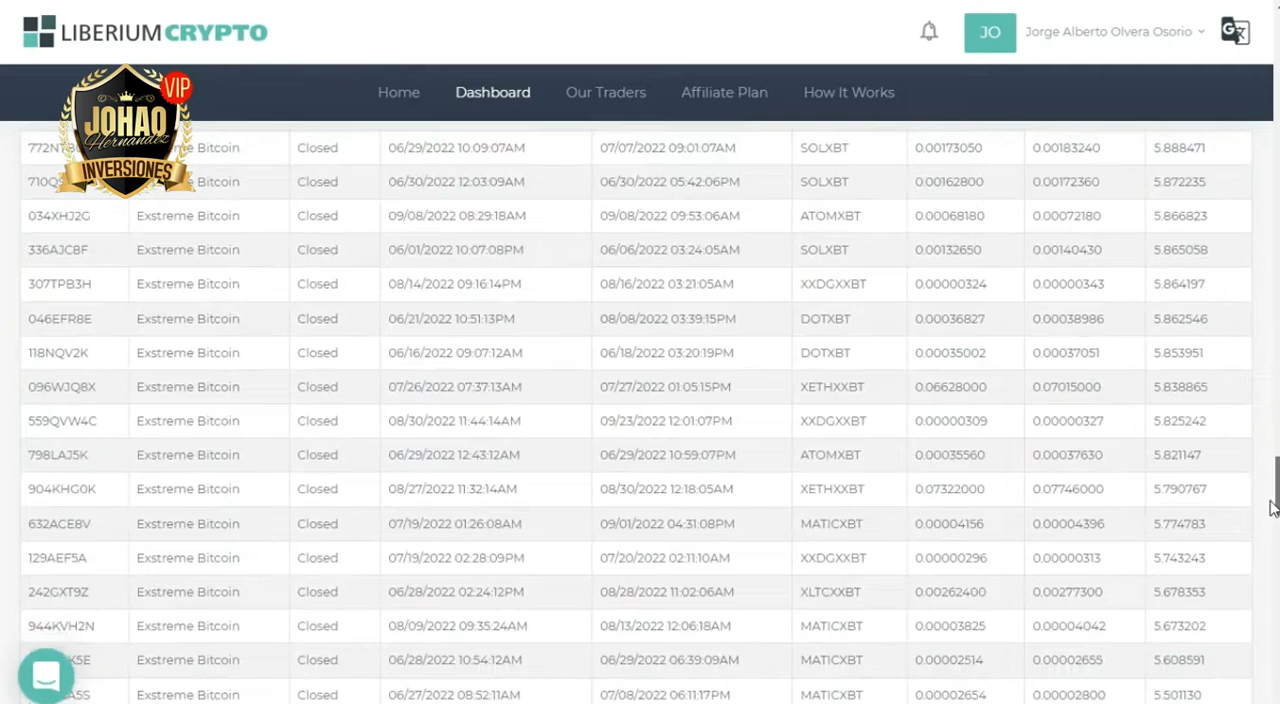 LIBERIUMCRYPTO
JO
Jorge Alberto Olvera Osorio
VIP
JOHAO
Hernandez
INVERSIONES
Home Dashboard Our Traders Affiliate Plan How It Works
Bitcoin Closed 06/29/2022 10:09:07AM 07/07/2022 09:01:07AM SOLXBT 0.00173050 0.00183240 5.888471
Bitcoin Closed 06/30/2022 12:03:09AM 06/30/2022 05:42:06PM SOLXBT 0.00162800 0.00172360 5.872235
034XHJ2G Exstreme Bitcoin Closed 09/08/2022 08:29:18AM 09/08/2022 09:53:06AM ATOMXBT 0.00068180 0.00072180 5.866823
336AJC8F Exstreme Bitcoin Closed 06/01/2022 10:07:08PM 06/06/2022 03:24:05AM SOLXBT 0.00132650 0.00140430 5.865058
307TPB3H Exstreme Bitcoin Closed 08/14/2022 09:16:14PM 08/16/2022 03:21:05AM XXDGXXBT 0.00000324 0.00000343 5.864197
046EFR8E Exstreme Bitcoin Closed 06/21/2022 10:51:13PM 08/08/2022 03:39:15PM DOTXBT 0.00036827 0.00038986 5.862546
118NQV2K Exstreme Bitcoin Closed 06/16/2022 09:07:12AM 06/18/2022 03:20:19PM DOTXBT 0.00035002 0.00037051 5.853951
096WJQ8X Exstreme Bitcoin Closed 07/26/2022 07:37:13AM 07/27/2022 01:05:15PM XETHXXBT 0.06628000 0.07015000 5.838865
559QVW4C Exstreme Bitcoin Closed 08/30/2022 11:44:14AM 09/23/2022 12:01:07PM XXDGXXBT 0.00000309 0.00000327 5.825242
798LAJ5K Exstreme Bitcoin Closed 06/29/2022 12:43:12AM 06/29/2022 10:59:07PM ATOMXBT 0.00035560 0.00037630 5.821147
904KHG0K Exstreme Bitcoin Closed 08/27/2022 11:32:14AM 08/30/2022 12:18:05AM XETHXXBT 0.07322000 0.07746000 5.790767
632ACE8V Exstreme Bitcoin Closed 07/19/2022 01:26:08AM 09/01/2022 04:31:08PM MATICXBT 0.00004156 0.00004396 5.774783
129AEF5A Exstreme Bitcoin Closed 07/19/2022 02:28:09PM 07/20/2022 02:11:10AM XXDGXXBT 0.00000296 0.00000313 5.743243
242GXT9Z Exstreme Bitcoin Closed 06/28/2022 02:24:12PM 08/28/2022 11:02:06AM XLTCXXBT 0.00262400 0.00277300 5.678353
944KVH2N Exstreme Bitcoin Closed 08/09/2022 09:35:24AM 08/13/2022 12:06:18AM MATICXBT 0.00003825 0.00004042 5.673202
Exstreme Bitcoin Closed 06/28/2022 10:54:12AM 06/29/2022 06:39:09AM MATICXBT 0.00002514 0.00002655 5.608591
Exstreme Bitcoin Closed 06/27/2022 08:52:11AM 07/08/2022 06:11:17PM MATICXBT 0.00002654 0.00002800 5.501130